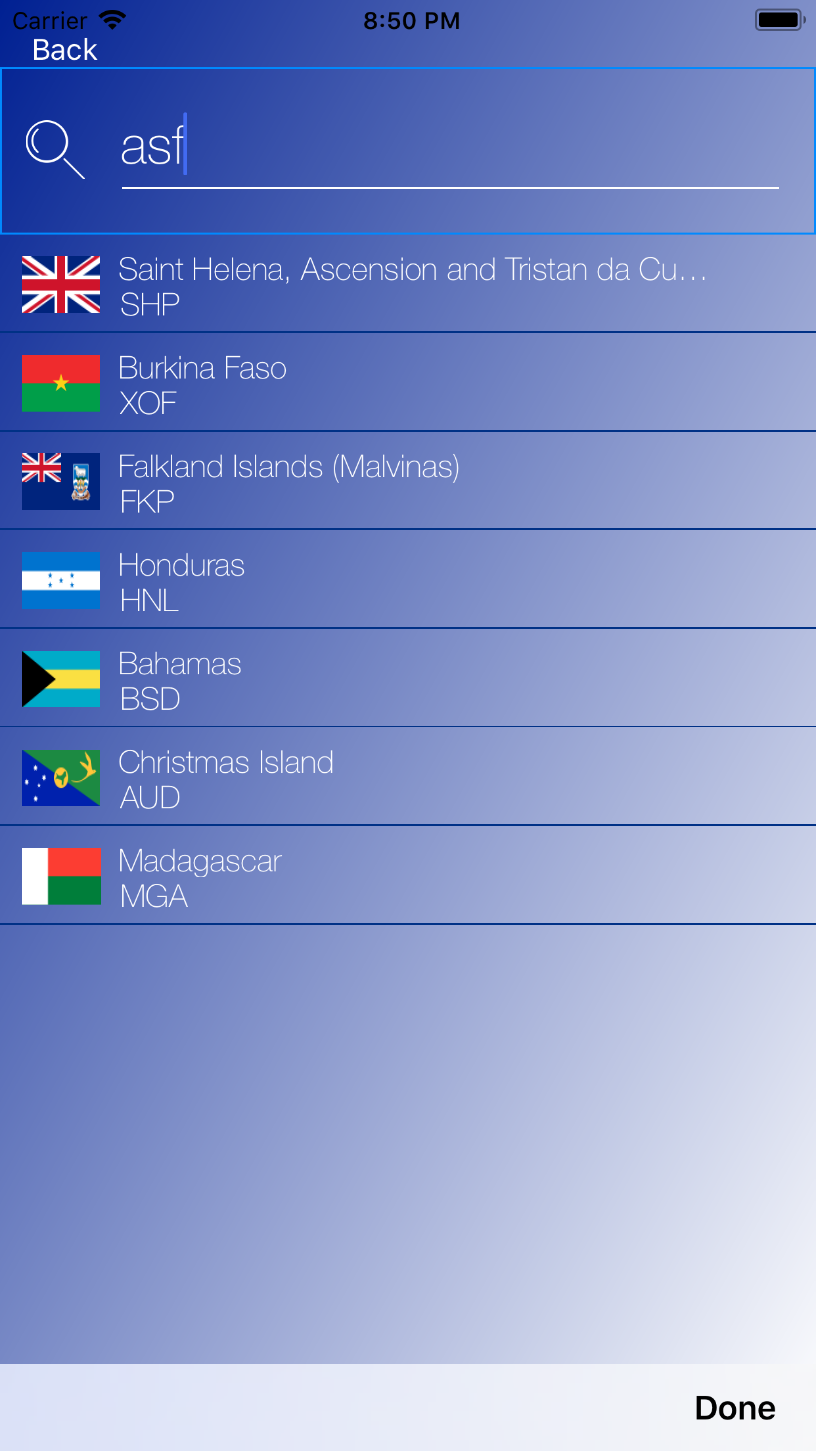 Carrier 8:50 PM
Back
asf
Saint Helena, Ascension and Tristan da Cu…
SHP
Burkina Faso
XOF
Falkland Islands (Malvinas)
FKP
Honduras
HNL
Bahamas
BSD
Christmas Island
AUD
Madagascar
MGA
Done